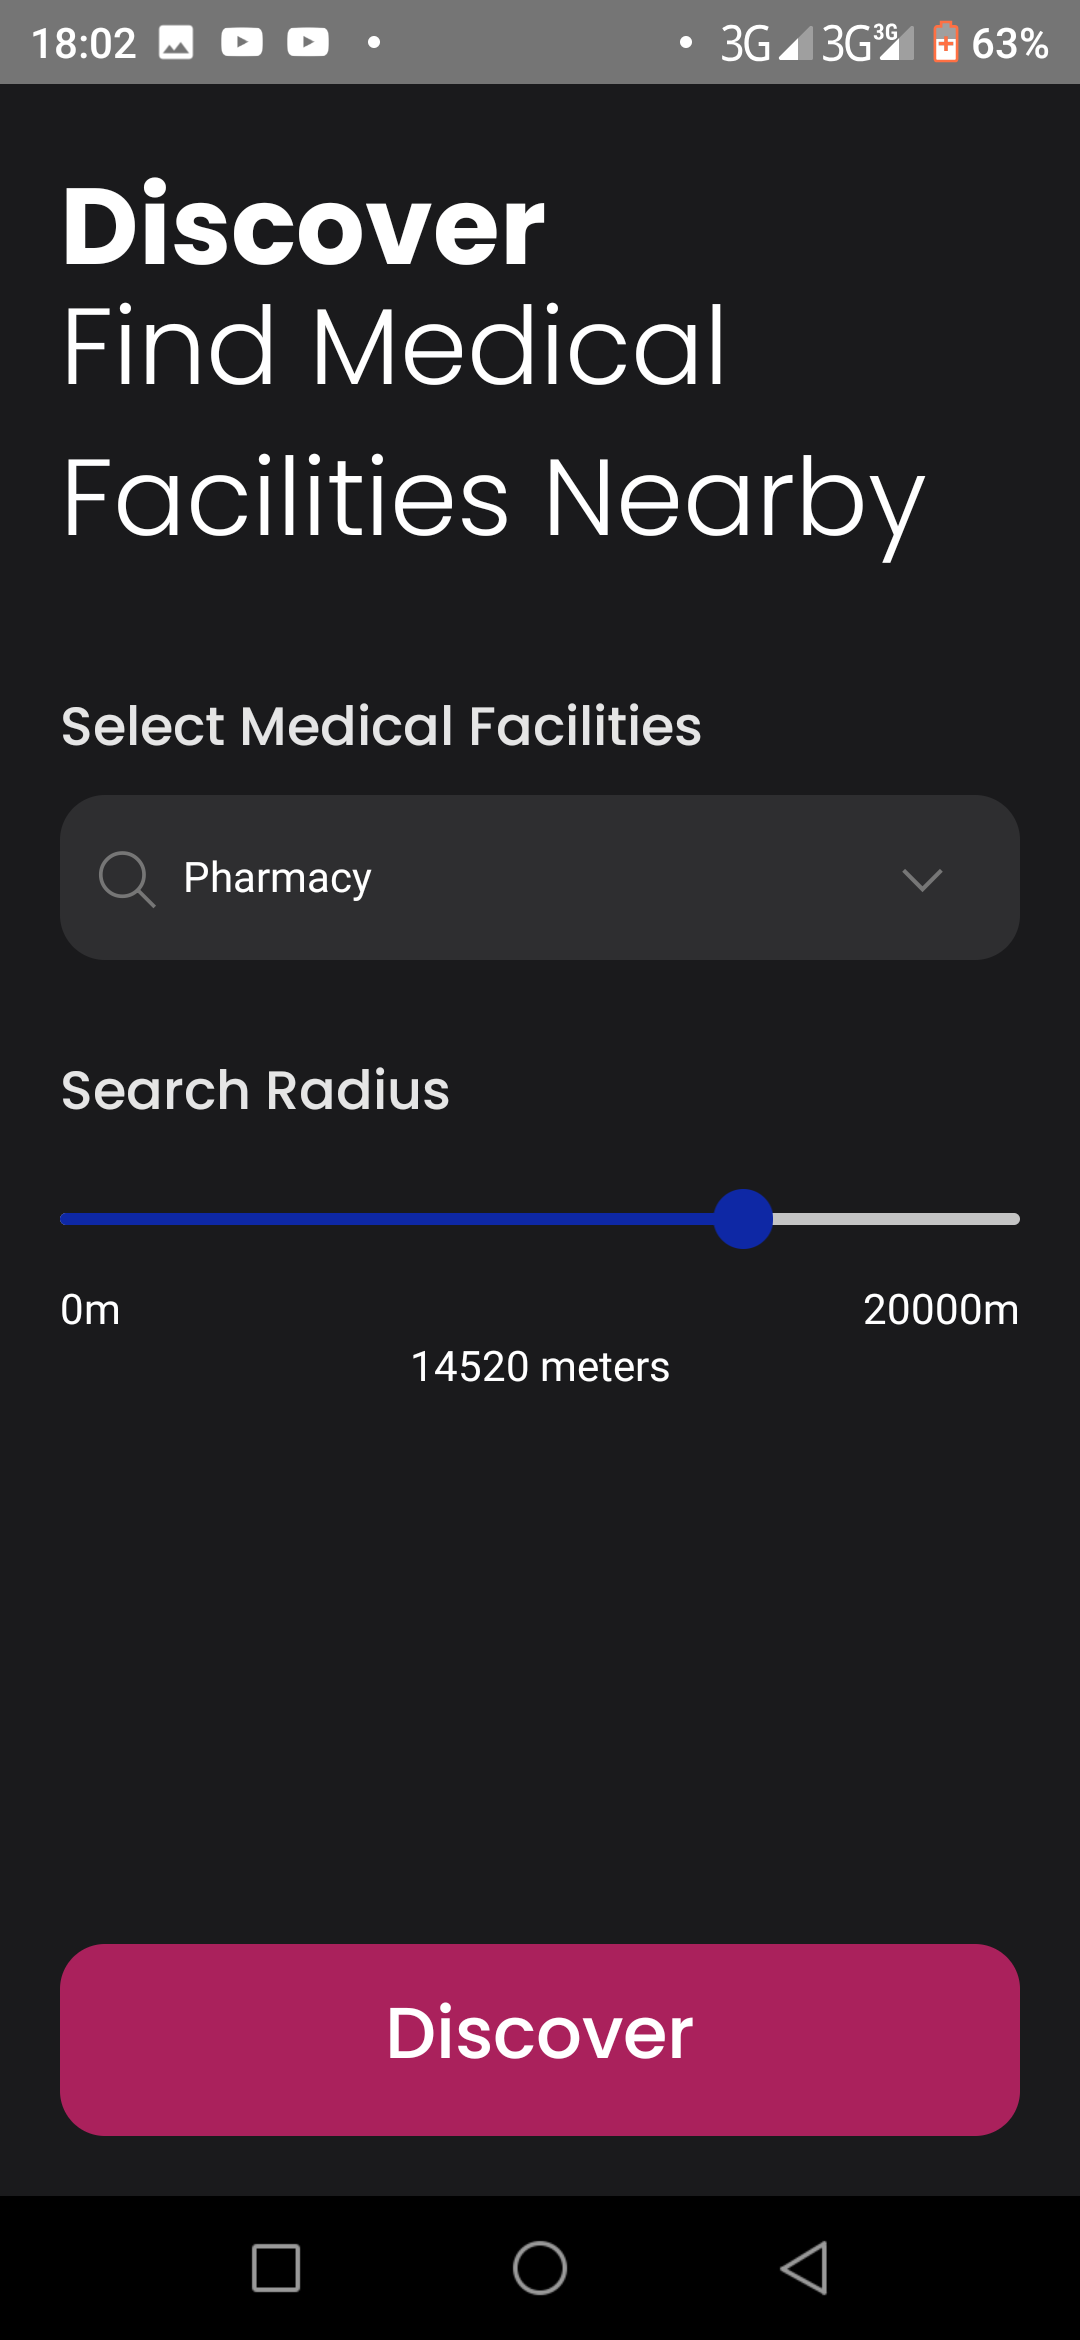 18:02 3G 3G 3G 63%
Discover
Find Medical
Facilities Nearby
Select Medical Facilities
Pharmacy
Search Radius
0m 20000m
14520 meters
Discover